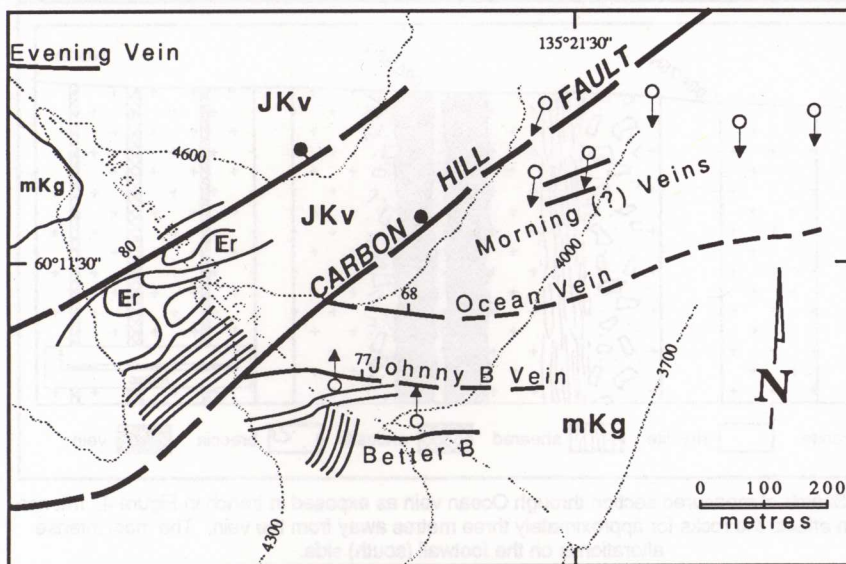 135°21'30"
Evening Vein
JKv
CARBON HILL FAULT
4600
mKg
JKv
Morning (?) Veins
80
Er
4000
60°11'30"
68
Ocean Vein
Er
77
Johnny B Vein
3700
N
mKg
Better B
0 100 200
metres
4300